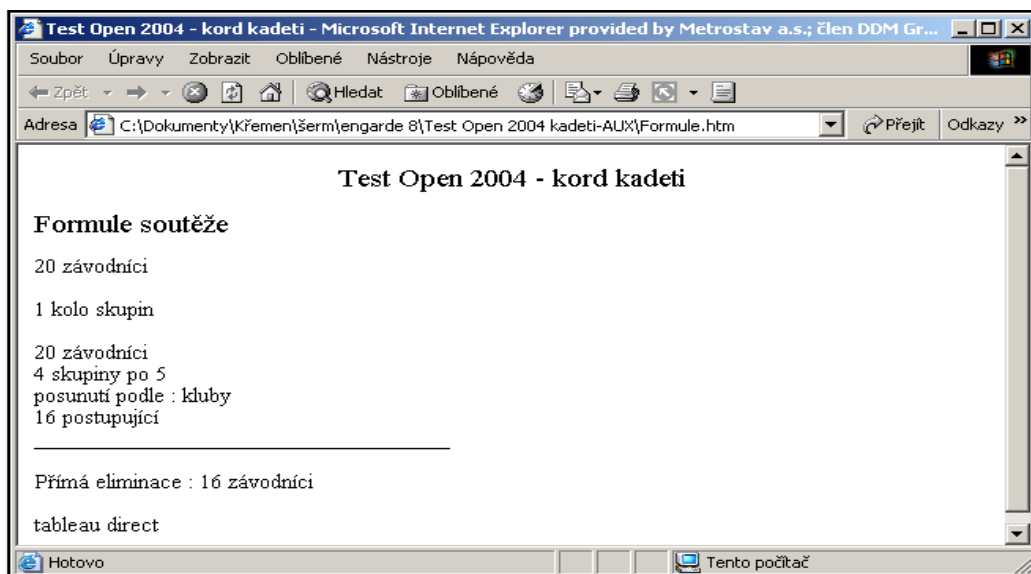 Test Open 2004 - kord kadeti - Microsoft Internet Explorer provided by Metrostav a.s.; člen DDM Gr...
Soubor Úpravy Zobrazit Oblíbené Nástroje Nápověda
Zpět Hledat Oblíbené
Adresa C:\Dokumenty\Křemen\šerm\engarde 8\Test Open 2004 kadeti-AUX\Formule.htm Přejít Odkazy »
Test Open 2004 - kord kadeti
Formule soutěže
20 závodníci
1 kolo skupin
20 závodníci
4 skupiny po 5
posunutí podle : kluby
16 postupující
Přímá eliminace : 16 závodníci
tableau direct
Hotovo Tento počítač